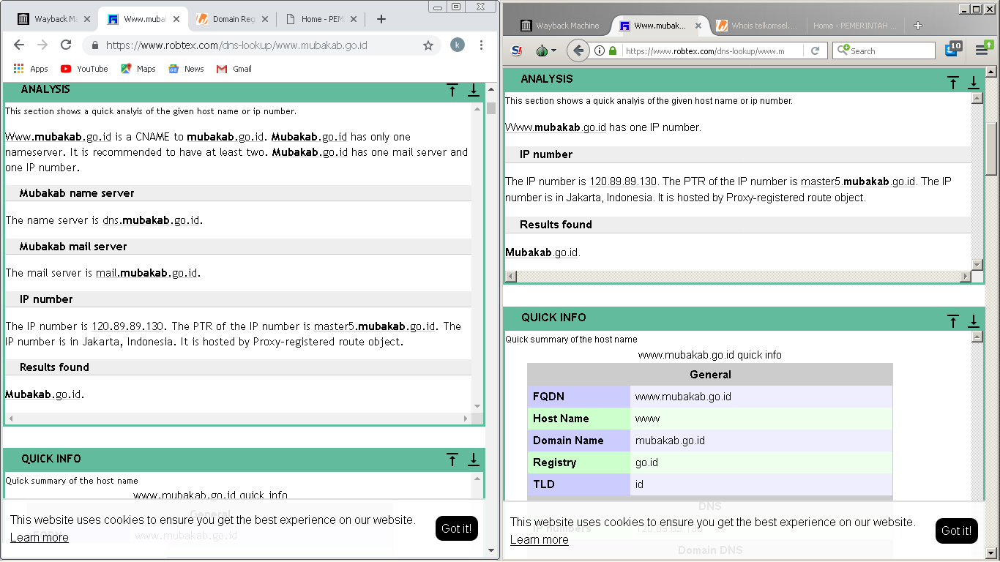 Wayback Ma
Www.mubak
Domain Reg
Home - PEM
https://www.robtex.com/dns-lookup/www.mubakab.go.id
k
Apps
YouTube
Maps
News
Gmail
ANALYSIS
This section shows a quick analyis of the given host name or ip number.
Www.mubakab.go.id is a CNAME to mubakab.go.id. Mubakab.go.id has only one
nameserver. It is recommended to have at least two. Mubakab.go.id has one mail server and
one IP number.
Mubakab name server
The name server is dns.mubakab.go.id.
Mubakab mail server
The mail server is mail.mubakab.go.id.
IP number
The IP number is 120.89.89.130. The PTR of the IP number is master5.mubakab.go.id. The
IP number is in Jakarta, Indonesia. It is hosted by Proxy-registered route object.
Results found
Mubakab.go.id.
QUICK INFO
Quick summary of the host name
www.mubakab.go.id quick info
General
FQDN www.mubakab.go.id
This website uses cookies to ensure you get the best experience on our website.
Learn more
Got it!
Wayback Machine
Www.mubak...
Whois telkomsel....
Home - PEMERINTAH ...
https://www.robtex.com/dns-lookup/www.m
Search
10
ANALYSIS
This section shows a quick analyis of the given host name or ip number.
Www.mubakab.go.id has one IP number.
IP number
The IP number is 120.89.89.130. The PTR of the IP number is master5.mubakab.go.id. The IP
number is in Jakarta, Indonesia. It is hosted by Proxy-registered route object.
Results found
Mubakab.go.id.
QUICK INFO
Quick summary of the host name
www.mubakab.go.id quick info
General
FQDN www.mubakab.go.id
Host Name www
Domain Name mubakab.go.id
Registry go.id
TLD id
DNS
IP numbers 120.89.89.130
Domain DNS
This website uses cookies to ensure you get the best experience on our website.
Learn more
Got it!